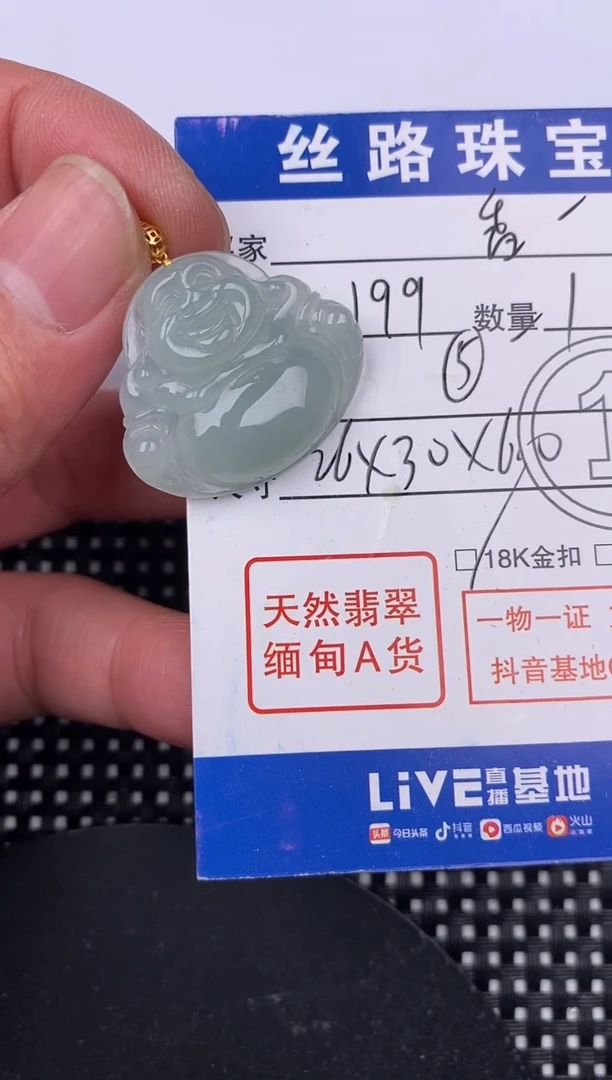 丝路珠宝
家
199 数量 1
⑤
26X30X6.0
18K金扣
天然翡翠
缅甸A货
一物一证
抖音基地
LiVE直播基地
头条 今日头条 抖音 西瓜视频 火山